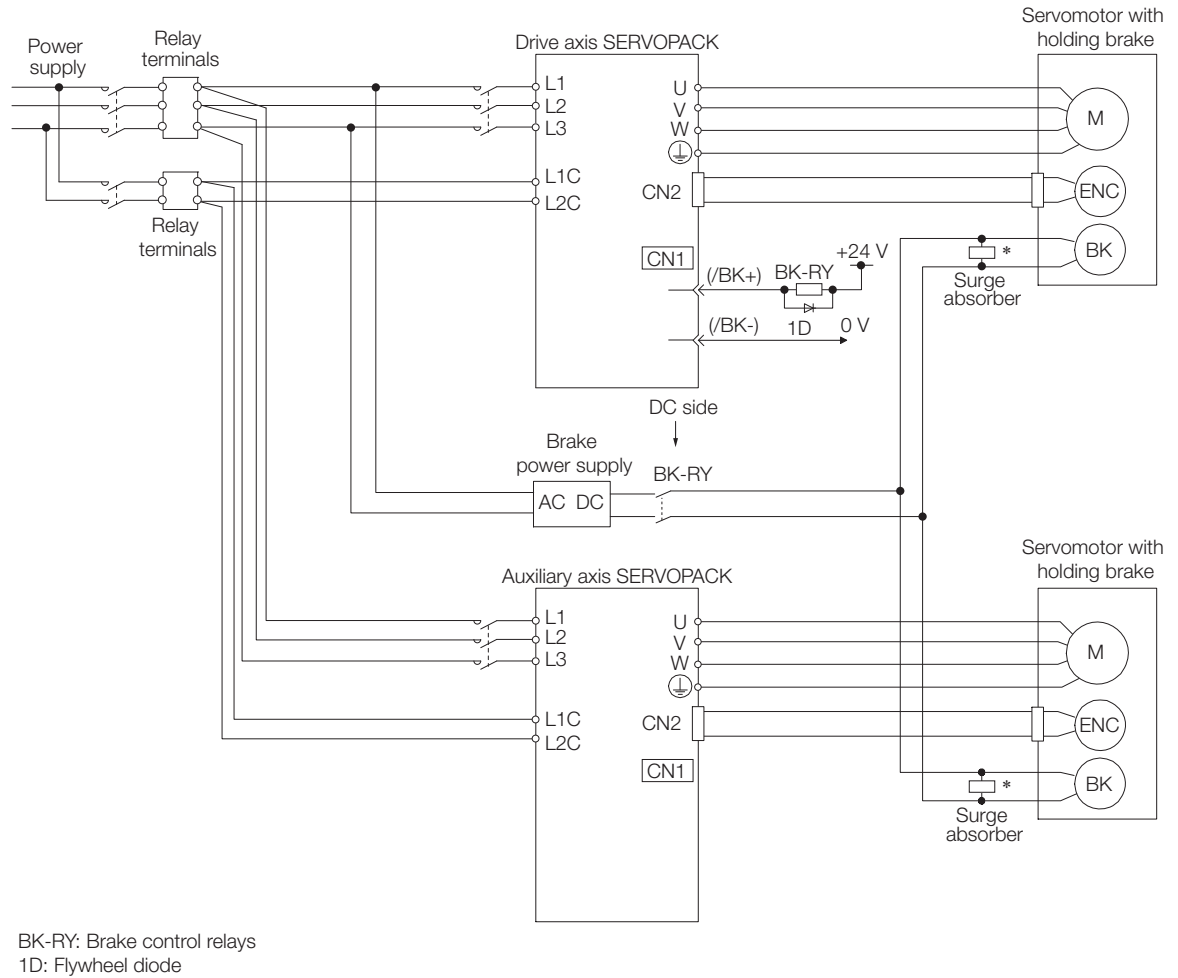 Power
supply
Relay
terminals
Drive axis SERVOPACK
Servomotor with
holding brake
L1
L2
L3
L1C
L2C
Relay
terminals
U
V
W
CN2
CN1
M
ENC
BK
(/BK+)
BK-RY
+24 V
(/BK-)
1D
0 V
*
Surge
absorber
DC side
Brake
power supply
BK-RY
AC DC
Auxiliary axis SERVOPACK
Servomotor with
holding brake
L1
L2
L3
L1C
L2C
U
V
W
CN2
CN1
M
ENC
BK
*
Surge
absorber
BK-RY: Brake control relays
1D: Flywheel diode